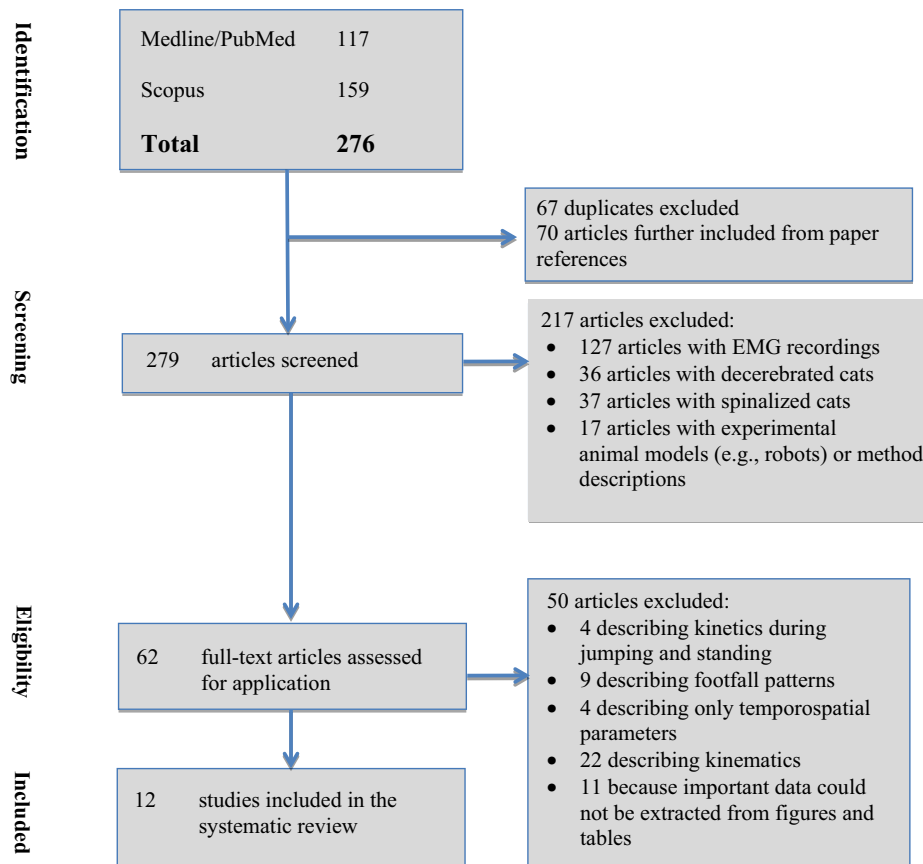 Identification
Medline/PubMed 117
Scopus 159
Total 276
67 duplicates excluded
70 articles further included from paper
references
Screening
279 articles screened
217 articles excluded:
• 127 articles with EMG recordings
• 36 articles with decerebrated cats
• 37 articles with spinalized cats
• 17 articles with experimental
animal models (e.g., robots) or method
descriptions
Eligibility
62 full-text articles assessed
for application
50 articles excluded:
• 4 describing kinetics during
jumping and standing
• 9 describing footfall patterns
• 4 describing only temporospatial
parameters
• 22 describing kinematics
• 11 because important data could
not be extracted from figures and
tables
Included
12 studies included in the
systematic review